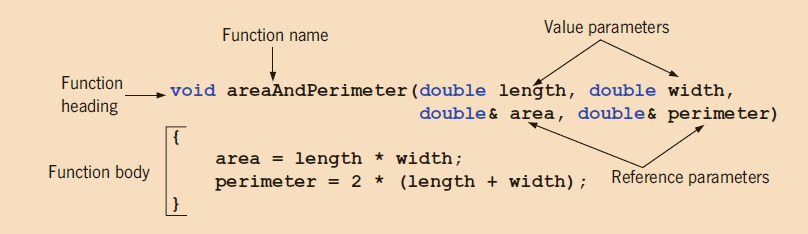 Function name
Value parameters
Function
heading
void areaAndPerimeter(double length, double width,
double& area, double& perimeter)
Function body
{
area = length * width;
perimeter = 2 * (length + width);
}
Reference parameters